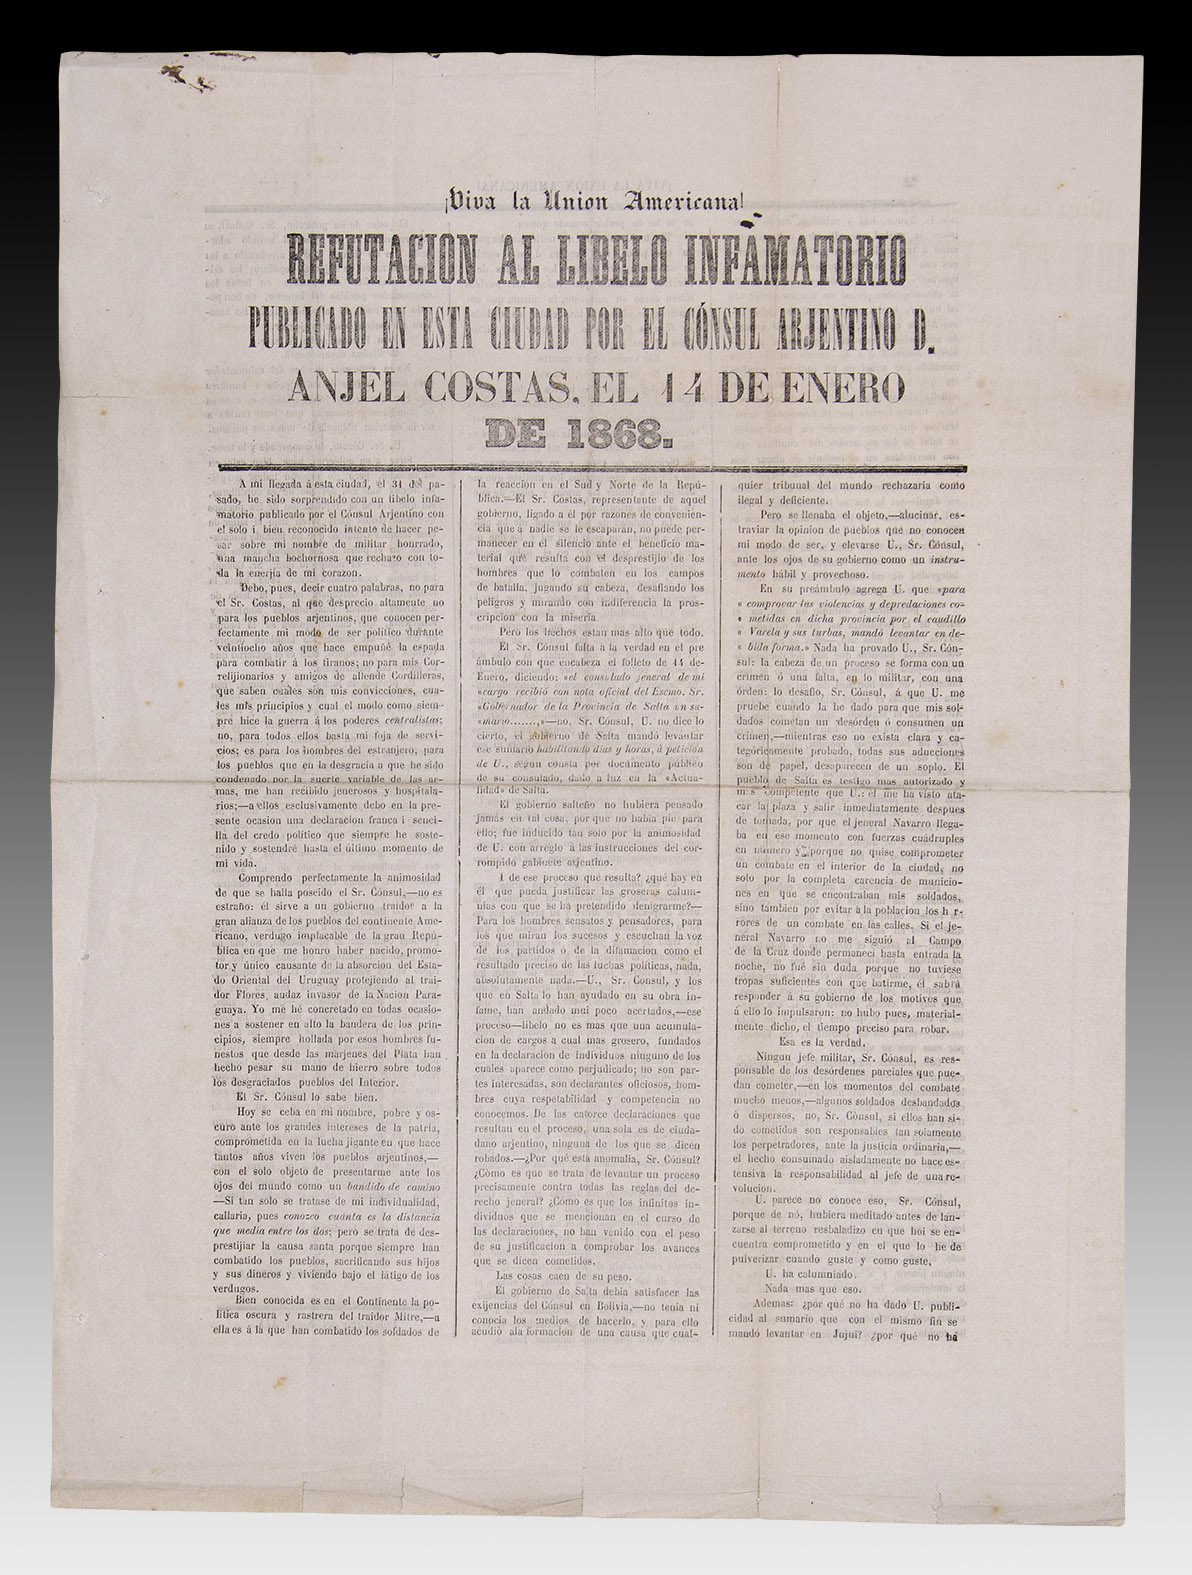 ¡Viva la Union Americana!
REFUTACION AL LIBELO INFAMATORIO
PUBLICADO EN ESTA CIUDAD POR EL CÓNSUL ARJENTINO D.
ANJEL COSTAS, EL 14 DE ENERO
DE 1868.
A mi llegada á esta ciudad, el 31 del pa-
sado, he sido sorprendido con un libelo infa-
matorio publicado por el Cónsul Arjentino con
el solo i bien reconocido intento de hacer pe-
sar sobre mi nombre de militar honrrado,
una mancha bochornosa que rechazo con to-
da la enerjia de mi corazon.
Debo, pues, decir cuatro palabras, no para
el Sr. Costas, al que desprecio altamente no
para los pueblos arjentinos, que conocen per-
fectamente mi modo de ser politico durante
veintiocho años que hace empuñé la espada
para combatir á los tiranos; no para mis Cor-
relijionarios y amigos de allende Cordilleras,
que saben cuáles són mis convicciones, cua-
les mis principios y cual el modo como siem-
pre hice la guerra á los poderes centralistas;
no, para todos ellos basta mi foja de servi-
cios; es para los hombres del estranjero, para
los pueblos que en la desgracia a que he sido
condenado por la suerte variable de las ar-
mas, me han recibido jenerosos y hospitala-
rios;—a ellos esclusivamente debo en la pre-
sente ocasion una declaracion franca i senci-
lla del credo político que siempre he soste-
nido y sostendré hasta el último momento de
mi vida.
Comprendo perfectamente la animosidad
de que se halla poseido el Sr. Cónsul,—no es
estraño: él sirve a un gobierno traidor a la
gran alianza de los pueblos del continente Ame-
ricano, verdugo implacable de la gran Repú-
blica en que me honro haber nacido, promo-
tor y único causante de la absorcion del Esta-
do Oriental del Uruguay protejiendo al trai-
dor Flores, audaz invasor de la Nacion Para-
guaya. Yo me hé concretado en todas ocasio-
nes a sostener en alto la bandera de los prin-
cipios, siempre hollada por esos hombres fu-
nestos que desde las márjenes del Plata han
hecho pesar su mano de hierro sobre todos
los desgraciados pueblos del Interior.
El Sr. Cónsul lo sabe bien.
Hoy se ceba en mi nombre, pobre y os-
curo ante los grandes intereses de la patria,
comprometida en la lucha jigante en que hace
tantos años viven los pueblos arjentinos,—
con el solo objeto de presentarme ante los
ojos del mundo como un bandido de camino
—Si tan solo se tratase de mi individualidad,
callaria, pues conozco cuánta es la distancia
que media entre los dos; pero se trata de des-
prestijiar la causa santa porque siempre han
combatido los pueblos, sacrificando sus hijos
y sus dineros y viviendo bajo el látigo de los
verdugos.
Bien conocida es en el Continente la po-
lítica oscura y rastrera del traidor Mitre,—a
ella es á la que han combatido los soldados de
la reacción en el Sud y Norte de la Repú-
blica.—El Sr. Costas, representante de aquel
gobierno, ligado a él por razones de convenien-
cia que a nadie se le escaparán, no puede per-
manecer en el silencio ante el beneficio ma-
terial que resulta con el desprestijio de los
hombres que lo combaten en los campos
de batalla, jugando su cabeza, desafiando los
peligros y mirando con indiferencia la pros-
cripcion con la miseria
Pero los hechos estan mas alto que todo.
El Sr. Cónsul falta a la verdad en el pre
ámbulo con que encabeza el folleto de 14 de-
Enero, diciendo: «el consulado jeneral de mi
«cargo recibió con nota oficial del Escmo. Sr.
«Gobernador de la Provincia de Salta un su-
«mario.......,»—no, Sr. Cónsul, U. no dice lo
cierto, el gobierno de Salta mandó levantar
ese sumario habilitando dias y horas, á peticion
de U., segun consta por documento público
de su consulado, dado a luz en la «Actua-
lidad» de Salta.
El gobierno salteño no hubiera pensado
jamás en tal cosa, por que no habia pie para
ello; fue inducido tan solo por la animosidad
de U. con arreglo á las instrucciones del cor-
rompido gabinete arjentino.
I de ese proceso qué resulta? ¿qué hay en
él que pueda justificar las groseras calum-
nias con que se ha pretendido denigrarme?—
Para los hombres sensatos y pensadores, para
los que miran los sucesos y escuchan la voz
de los partidos o de la difamacion como el
resultado preciso de las luchas políticas, nada,
absolutamente nada.—U., Sr. Consul, y los
que en Salta lo han ayudado en su obra in-
fame, han andado mui poco acertados,—ese
proceso—libelo no es mas que una acumula-
cion de cargos a cual mas grosero, fundados
en la declaracion de individuos ninguno de los
cuales aparece como perjudicado; no son par-
tes interesadas, son declarantes oficiosos, hom-
bres cuya respetabilidad y competencia no
conocemos. De las catorce declaraciones que
resultan en el proceso, una sola es de ciuda-
dano arjentino, ninguna de los que se dicen
robados.—¿Por qué esta anomalia, Sr. Cónsul?
¿Cómo es que se trata de levantar un proceso
precisamente contra todas las reglas del de-
recho jeneral? ¿Cómo es que los infinitos in-
dividuos que se mencionan en el curso de
las declaraciones, no han venido con el peso
de su justificacion a comprobar los avances
que se dicen cometidos.
Las cosas caen de su peso.
El gobierno de Salta debia satisfacer las
exijencias del Cónsul en Bolivia,—no tenia ni
conocia los medios de hacerlo, y para ello
acudió a la formacion de una causa que cual-
quier tribunal del mundo rechazaria como
ilegal y deficiente.
Pero se llenaba el objeto,—alucinar, es-
traviar la opinion de pueblos que no conocen
mi modo de ser, y elevarse U., Sr. Cónsul,
ante los ojos de su gobierno como un instru-
mento hábil y provechoso.
En su preámbulo agrega U. que «para
« comprovar las violencias y depredaciones co-
« metidas en dicha provincia por el caudillo
« Varela y sus turbas, mandó levantar en de-
« bida forma.» Nada ha provado U., Sr. Cón-
sul: la cabeza de un proceso se forma con un
crimen ó una falta, en lo militar, con una
órden: lo desafio, Sr. Cónsul, á que U. me
pruebe cuando la he dado para que mis sol-
dados cometan un desórden ó consumen un
crímen,—mientras eso no exista clara y ca-
tegóricamente probado, todas sus aducciones
son de papel, desaparecen de un soplo. El
pueblo de Salta es testigo mas autorizado y
m s competente que U.: él me ha visto ata-
car la plaza y salir inmediatamente despues
de tomada, por que el jeneral Navarro llega-
ba en ese momento con fuerzas cuádruples
en número y porque no quise comprometer
un combate en el interior de la ciudad, no
solo por la completa carencia de municio-
nes en que se encontraban mis soldados,
sino tambien por evitar á la poblacion los h r-
rores de un combate en las calles. Si el je-
neral Navarro no me siguió al Campo
de la Cruz donde permanecí hasta entrada la
noche, no fué sin duda porque no tuviese
tropas suficientes con que batirme, él sabrá
responder á su gobierno de los motivos que
á ello lo impulsaron: no hubo pues, material-
mente dicho, el tiempo preciso para robar.
Esa es la verdad.
Ningun jefe militar, Sr. Cónsul, es res-
ponsable de los desórdenes parciales que pue-
dan cometer,—en los momentos del combate
mucho menos,—algunos soldados desbandados
ó dispersos, no, Sr. Cónsul, si ellos han si-
do cometidos son responsables tan solamente
los perpetradores, ante la justicia ordinaria,—
el hecho consumado aisladamente no hace es-
tensiva la responsabilidad al jefe de una re-
volucion.
U. parece no conoce eso, Sr. Cónsul,
porque de nó, hubiera meditado antes de lan-
zarse al terreno resbaladizo en que hoi se en-
cuentra comprometido y en el que lo he de
pulverizar cuando guste y como guste,
U. ha calumniado.
Nada mas que eso.
Ademas: ¿por qué no ha dado U. publi-
cidad al sumario que con el mismo fin se
mandó levantar en Jujui? ¿por qué no há